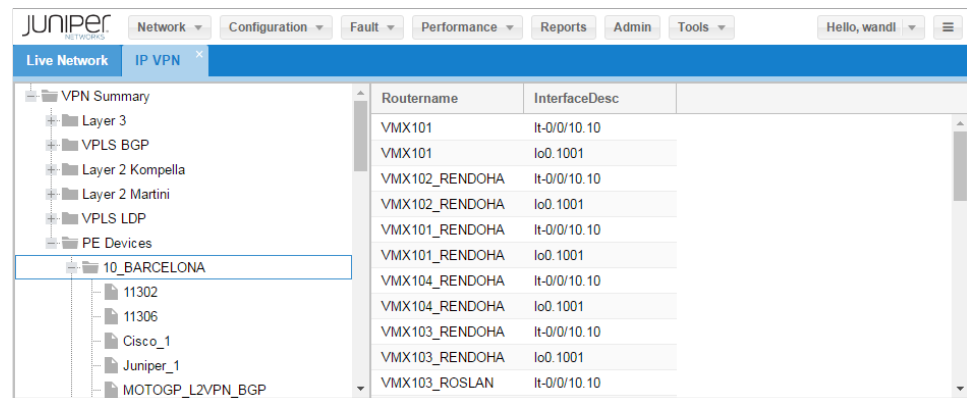 JUNIPER NETWORKS Network Configuration Fault Performance Reports Admin Tools Hello, wandl
Live Network IP VPN ×
VPN Summary
Layer 3
VPLS BGP
Layer 2 Kompella
Layer 2 Martini
VPLS LDP
PE Devices
10_BARCELONA
11302
11306
Cisco_1
Juniper_1
MOTOGP_L2VPN_BGP
Routername InterfaceDesc
VMX101 lt-0/0/10.10
VMX101 lo0.1001
VMX102_RENDOHA lt-0/0/10.10
VMX102_RENDOHA lo0.1001
VMX101_RENDOHA lt-0/0/10.10
VMX101_RENDOHA lo0.1001
VMX104_RENDOHA lt-0/0/10.10
VMX104_RENDOHA lo0.1001
VMX103_RENDOHA lt-0/0/10.10
VMX103_RENDOHA lo0.1001
VMX103_ROSLAN lt-0/0/10.10